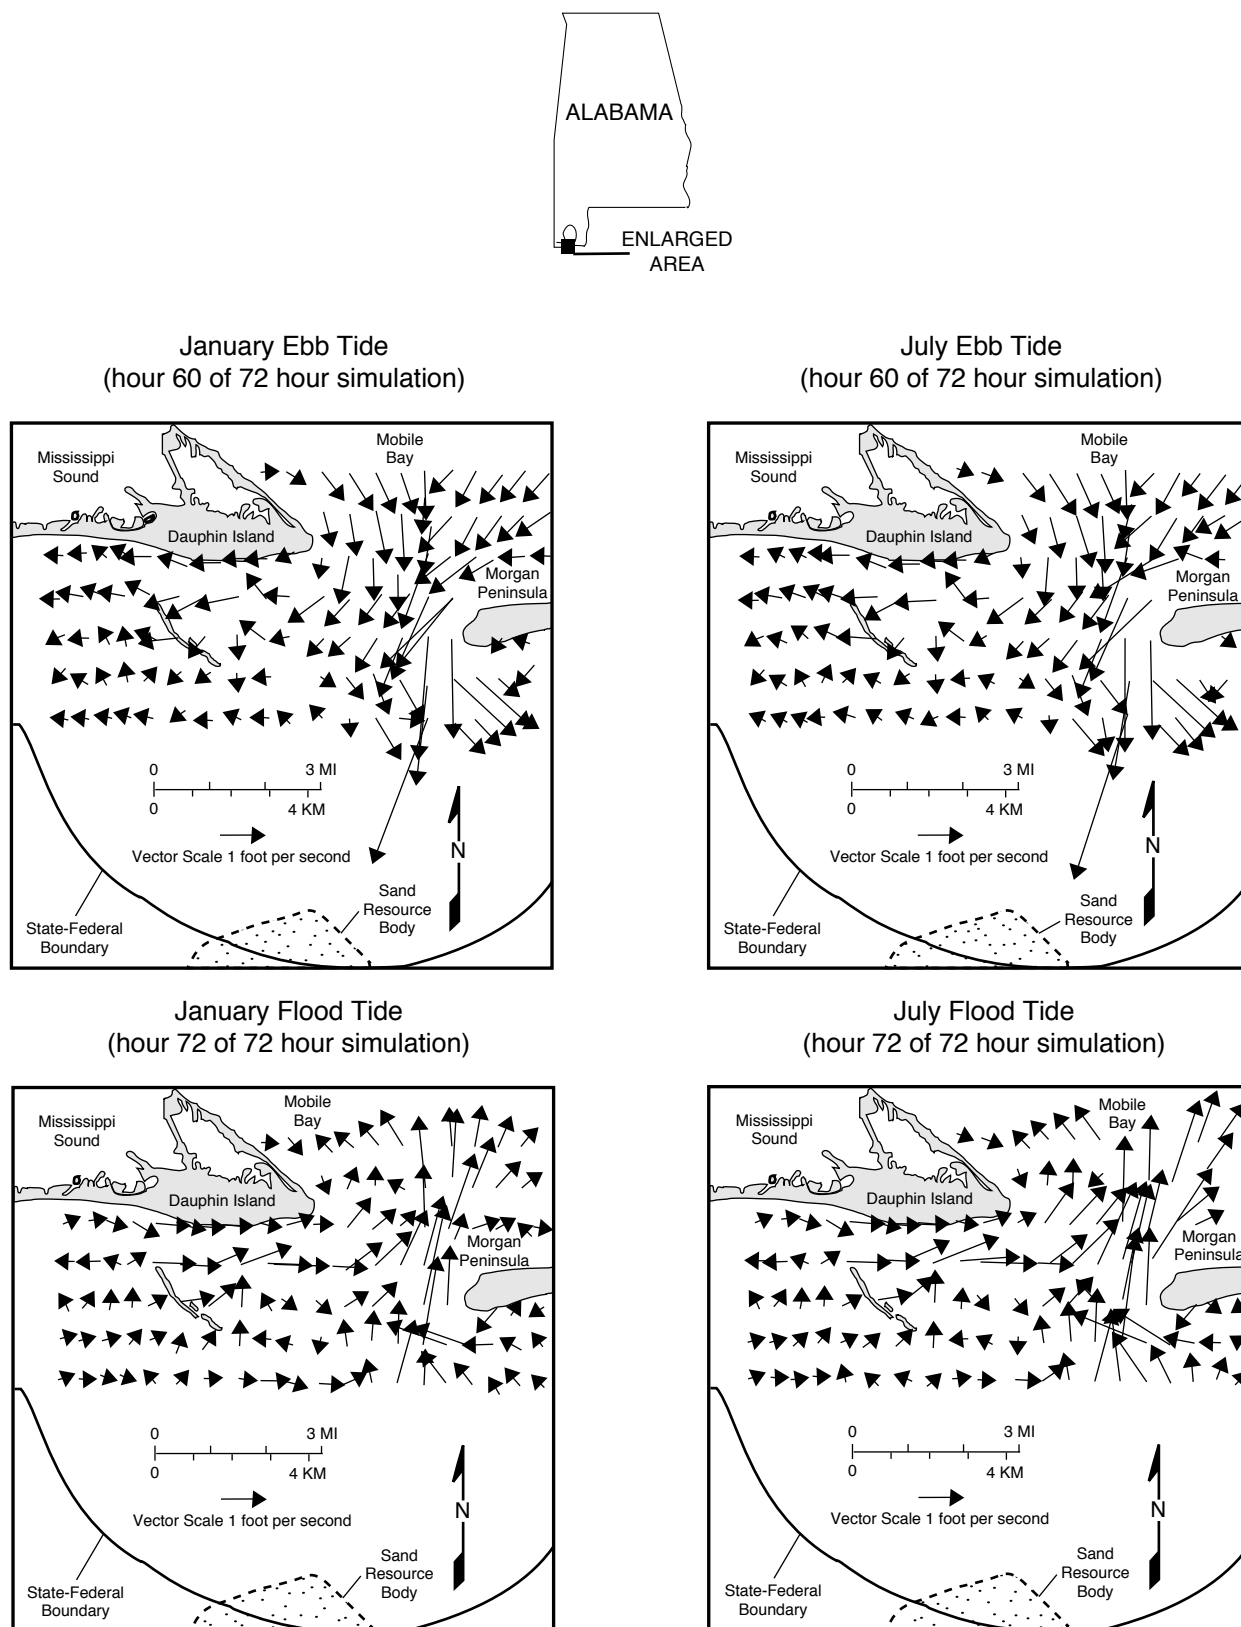 ALABAMA
ENLARGED
AREA
January Ebb Tide
(hour 60 of 72 hour simulation)
Mississippi
Sound
Mobile
Bay
Dauphin Island
Morgan
Peninsula
0 3 MI
0 4 KM
Vector Scale 1 foot per second
N
State-Federal
Boundary
Sand
Resource
Body
July Ebb Tide
(hour 60 of 72 hour simulation)
Mississippi
Sound
Mobile
Bay
Dauphin Island
Morgan
Peninsula
0 3 MI
0 4 KM
Vector Scale 1 foot per second
N
State-Federal
Boundary
Sand
Resource
Body
January Flood Tide
(hour 72 of 72 hour simulation)
Mississippi
Sound
Mobile
Bay
Dauphin Island
Morgan
Peninsula
0 3 MI
0 4 KM
Vector Scale 1 foot per second
N
State-Federal
Boundary
Sand
Resource
Body
July Flood Tide
(hour 72 of 72 hour simulation)
Mississippi
Sound
Mobile
Bay
Dauphin Island
Morgan
Peninsula
0 3 MI
0 4 KM
Vector Scale 1 foot per second
N
State-Federal
Boundary
Sand
Resource
Body